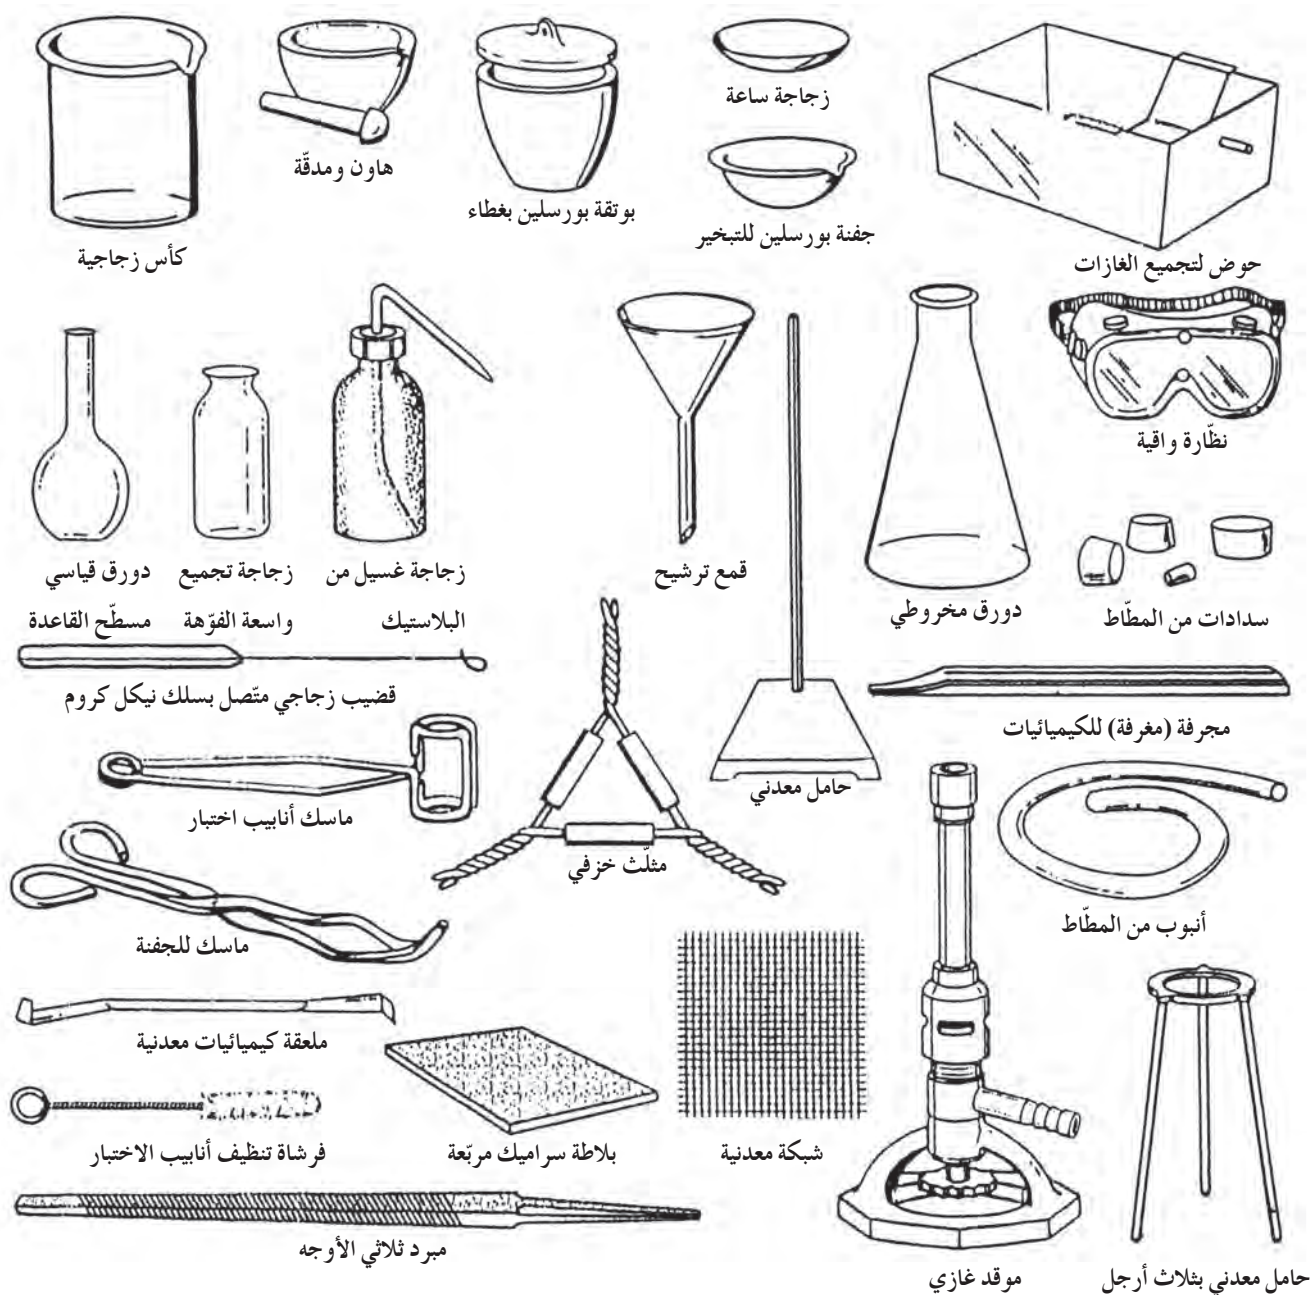 زجاجة ساعة
هاون ومدقّة
بوتقة بورسلين بغطاء
جفنة بورسلين للتبخير
كأس زجاجية
حوض لتجميع الغازات
نظّارة واقية
دورق قياسي
مسطّح القاعدة
زجاجة تجميع
واسعة الفوّهة
زجاجة غسيل من
البلاستيك
قمع ترشيح
دورق مخروطي
سدادات من المطّاط
قضيب زجاجي متّصل بسلك نيكل كروم
مجرفة (مغرفة) للكيميائيات
حامل معدني
ماسك أنابيب اختبار
مثلّث خزفي
أنبوب من المطّاط
ماسك للجفنة
ملعقة كيميائيات معدنية
فرشاة تنظيف أنابيب الاختبار
بلاطة سراميك مربّعة
شبكة معدنية
مبرد ثلاثي الأوجه
موقد غازي
حامل معدني بثلاث أرجل